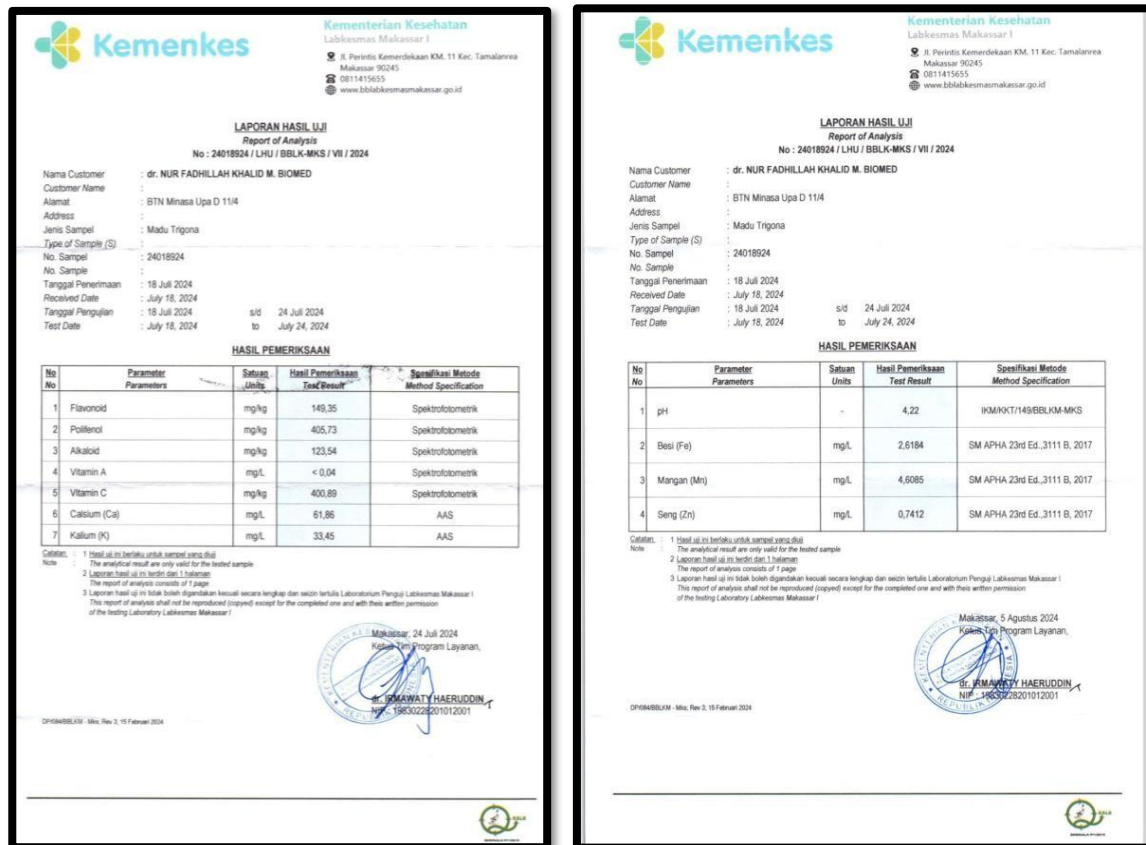 Kemenkes
Kementerian Kesehatan
Labkesmas Makassar I
Jl. Perintis Kemerdekaan KM. 11 Kec. Tamalanrea
Makassar 90245
0811415655
www.bblabkesmasmakassar.go.id
LAPORAN HASIL UJI
Report of Analysis
No : 24018924 / LHU / BBLK-MKS / VII / 2024
Nama Customer : dr. NUR FADHILLAH KHALID M. BIOMED
Customer Name :
Alamat : BTN Minasa Upa D 11/4
Address :
Jenis Sampel : Madu Trigona
Type of Sample (S) :
No. Sampel : 24018924
No. Sample :
Tanggal Penerimaan : 18 Juli 2024
Received Date : July 18, 2024
Tanggal Pengujian : 18 Juli 2024 s/d 24 Juli 2024
Test Date : July 18, 2024 to July 24, 2024
HASIL PEMERIKSAAN
No Parameter Satuan Hasil Pemeriksaan Spesifikasi Metode
No Parameters Units Test Result Method Specification
1 Flavonoid mg/kg 149,35 Spektrofotometrik
2 Polifenol mg/kg 405,73 Spektrofotometrik
3 Alkaloid mg/kg 123,54 Spektrofotometrik
4 Vitamin A mg/L < 0,04 Spektrofotometrik
5 Vitamin C mg/kg 400,89 Spektrofotometrik
6 Calsium (Ca) mg/L 61,86 AAS
7 Kalium (K) mg/L 33,45 AAS
Catatan : 1 Hasil uji ini berlaku untuk sampel yang diuji
Note : The analytical result are only valid for the tested sample
2 Laporan hasil uji ini terdiri dari 1 halaman
The report of analysis consists of 1 page
3 Laporan hasil uji ini tidak boleh digandakan kecuali secara lengkap dan seizin tertulis Laboratorium Penguji Labkesmas Makassar I
This report of analysis shall not be reproduced (copyed) except for the completed one and with theis written permission
of the testing Laboratory Labkesmas Makassar I
Makassar, 24 Juli 2024
Ketua Tim Program Layanan,
dr. IRMAWATY HAERUDDIN
NIP : 19830228201012001
DP/084/BBLKM - Mks; Rev 3; 15 Februari 2024
Kemenkes
Kementerian Kesehatan
Labkesmas Makassar I
Jl. Perintis Kemerdekaan KM. 11 Kec. Tamalanrea
Makassar 90245
0811415655
www.bblabkesmasmakassar.go.id
LAPORAN HASIL UJI
Report of Analysis
No : 24018924 / LHU / BBLK-MKS / VII / 2024
Nama Customer : dr. NUR FADHILLAH KHALID M. BIOMED
Customer Name :
Alamat : BTN Minasa Upa D 11/4
Address :
Jenis Sampel : Madu Trigona
Type of Sample (S) :
No. Sampel : 24018924
No. Sample :
Tanggal Penerimaan : 18 Juli 2024
Received Date : July 18, 2024
Tanggal Pengujian : 18 Juli 2024 s/d 24 Juli 2024
Test Date : July 18, 2024 to July 24, 2024
HASIL PEMERIKSAAN
No Parameter Satuan Hasil Pemeriksaan Spesifikasi Metode
No Parameters Units Test Result Method Specification
1 pH - 4,22 IKM/KKT/149/BBLKM-MKS
2 Besi (Fe) mg/L 2,6184 SM APHA 23rd Ed.,3111 B, 2017
3 Mangan (Mn) mg/L 4,6085 SM APHA 23rd Ed.,3111 B, 2017
4 Seng (Zn) mg/L 0,7412 SM APHA 23rd Ed.,3111 B, 2017
Catatan : 1 Hasil uji ini berlaku untuk sampel yang diuji
Note : The analytical result are only valid for the tested sample
2 Laporan hasil uji ini terdiri dari 1 halaman
The report of analysis consists of 1 page
3 Laporan hasil uji ini tidak boleh digandakan kecuali secara lengkap dan seizin tertulis Laboratorium Penguji Labkesmas Makassar I
This report of analysis shall not be reproduced (copyed) except for the completed one and with theis written permission
of the testing Laboratory Labkesmas Makassar I
Makassar, 5 Agustus 2024
Ketua Tim Program Layanan,
dr. IRMAWATY HAERUDDIN
NIP : 19830228201012001
DP/084/BBLKM - Mks; Rev 3; 15 Februari 2024